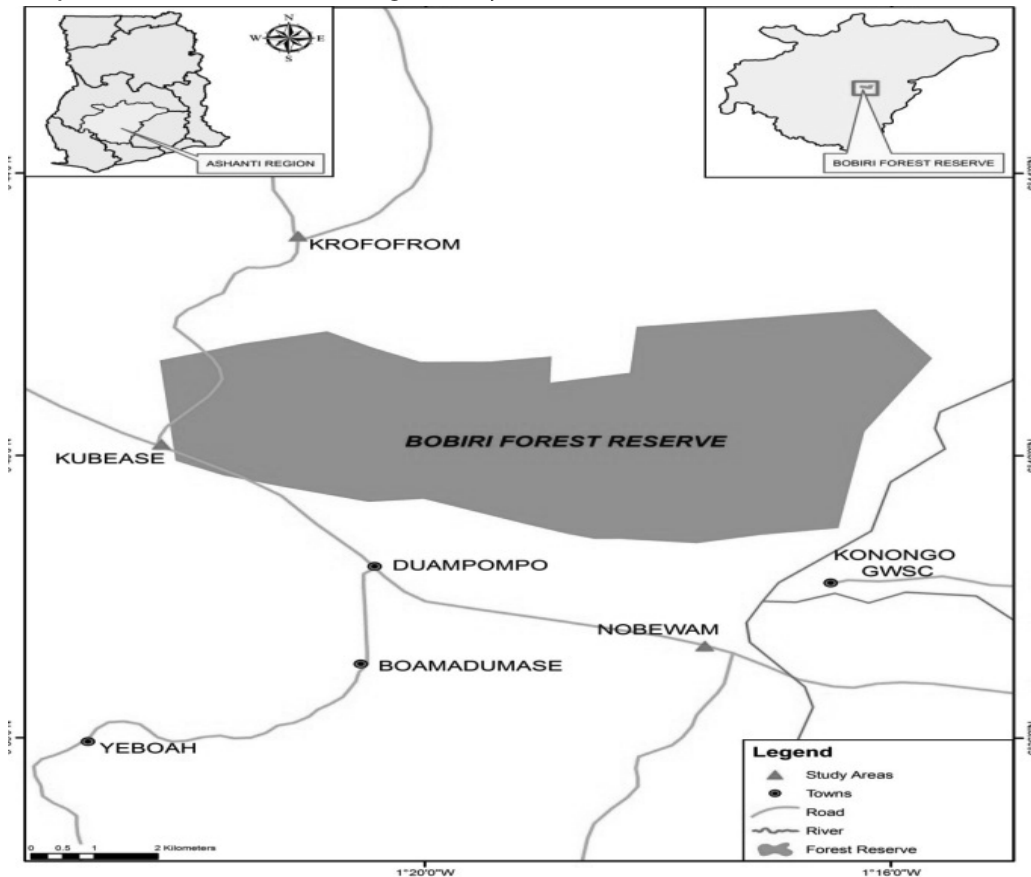 N
W E
S
ASHANTI REGION
BOBIRI FOREST RESERVE
KROFOFROM
BOBIRI FOREST RESERVE
KUBEASE
DUAMPOMPO
KONONGO
GWSC
NOBEWAM
BOAMADUMASE
YEBOAH
Legend
Study Areas
Towns
Road
River
Forest Reserve
0 0.5 1 2 Kilometers
1°20'0"W
1°16'0"W